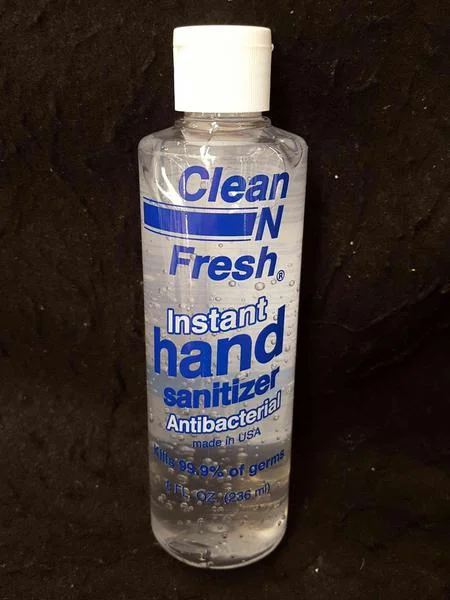 Clean
N
Fresh®
Instant
hand
sanitizer
Antibacterial
made in USA
Kills 99.9% of germs
8 FL. OZ. (236 ml)